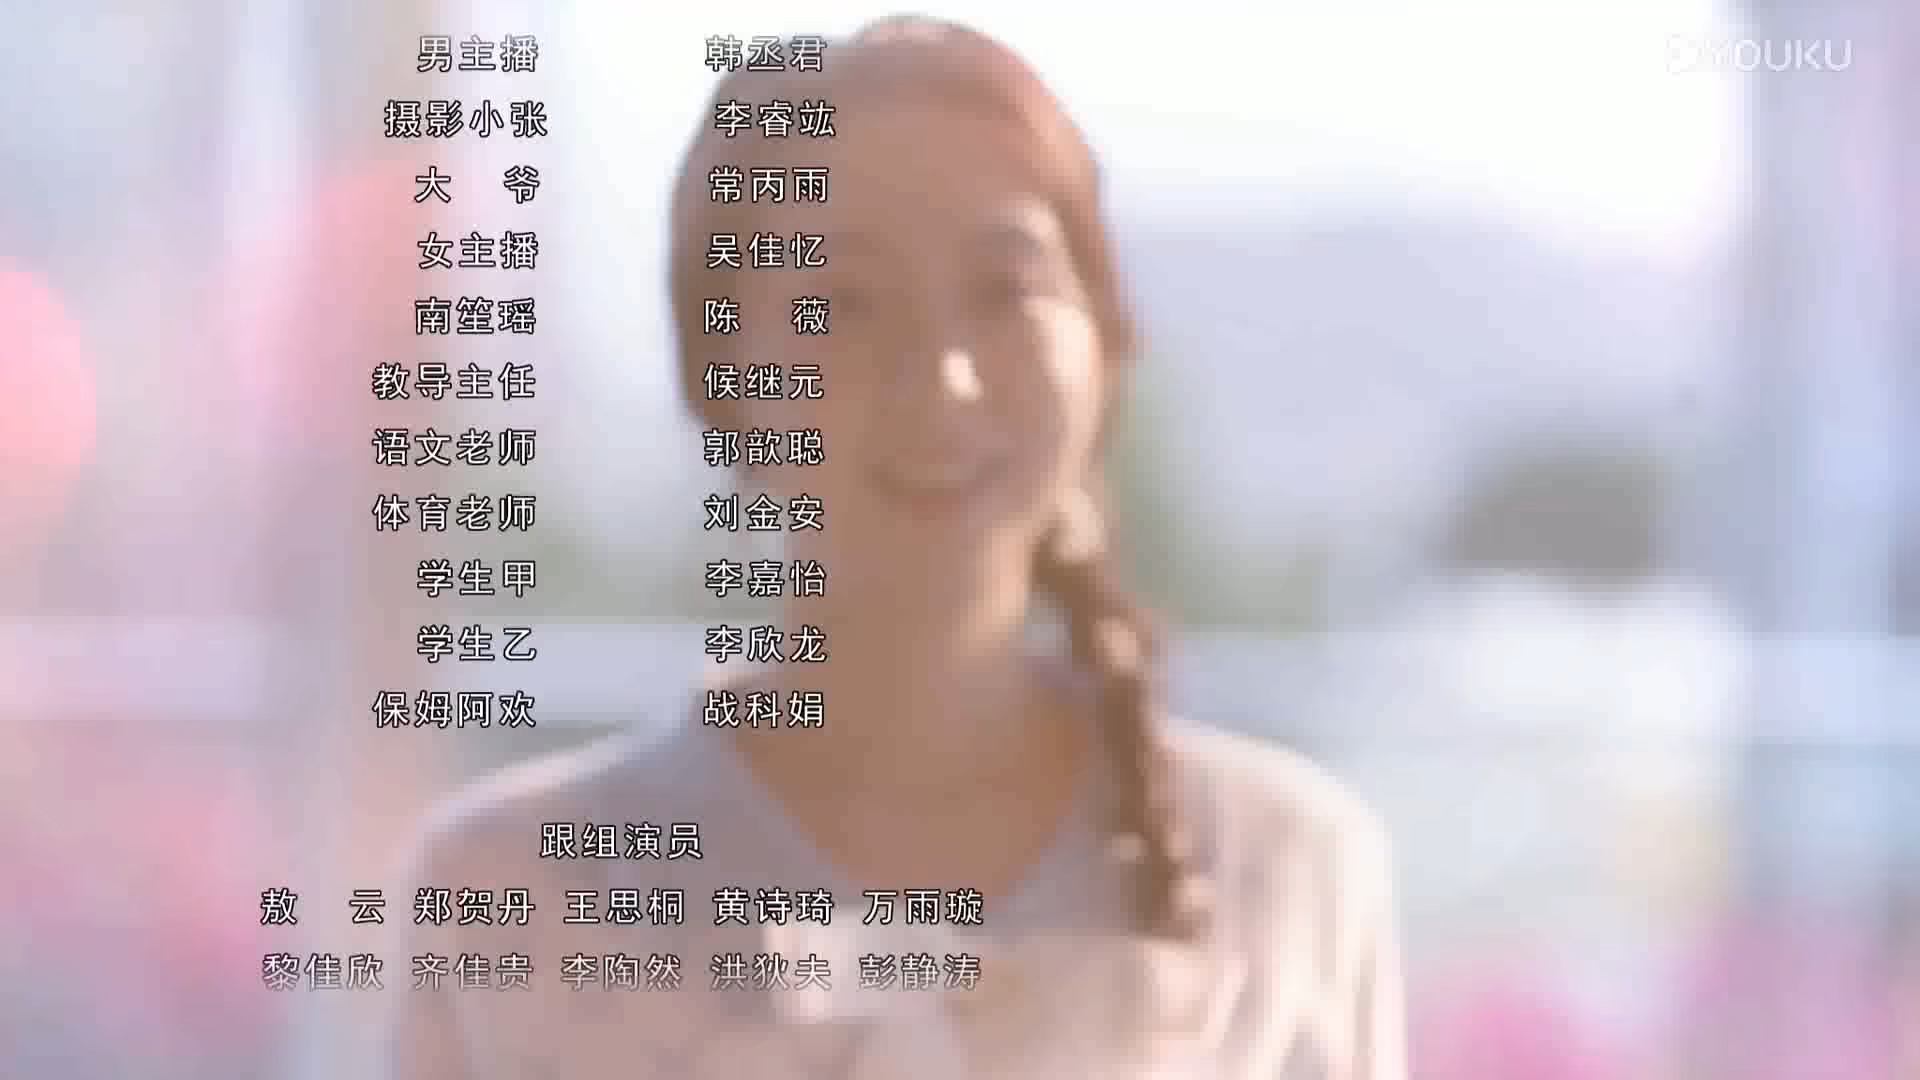 YOUKU
男主播 韩丞君
摄影小张 李睿竑
大 爷 常丙雨
女主播 吴佳忆
南笙瑶 陈 薇
教导主任 候继元
语文老师 郭歆聪
体育老师 刘金安
学生甲 李嘉怡
学生乙 李欣龙
保姆阿欢 战科娟
跟组演员
敖 云 郑贺丹 王思桐 黄诗琦 万雨璇
黎佳欣 齐佳贵 李陶然 洪狄夫 彭静涛